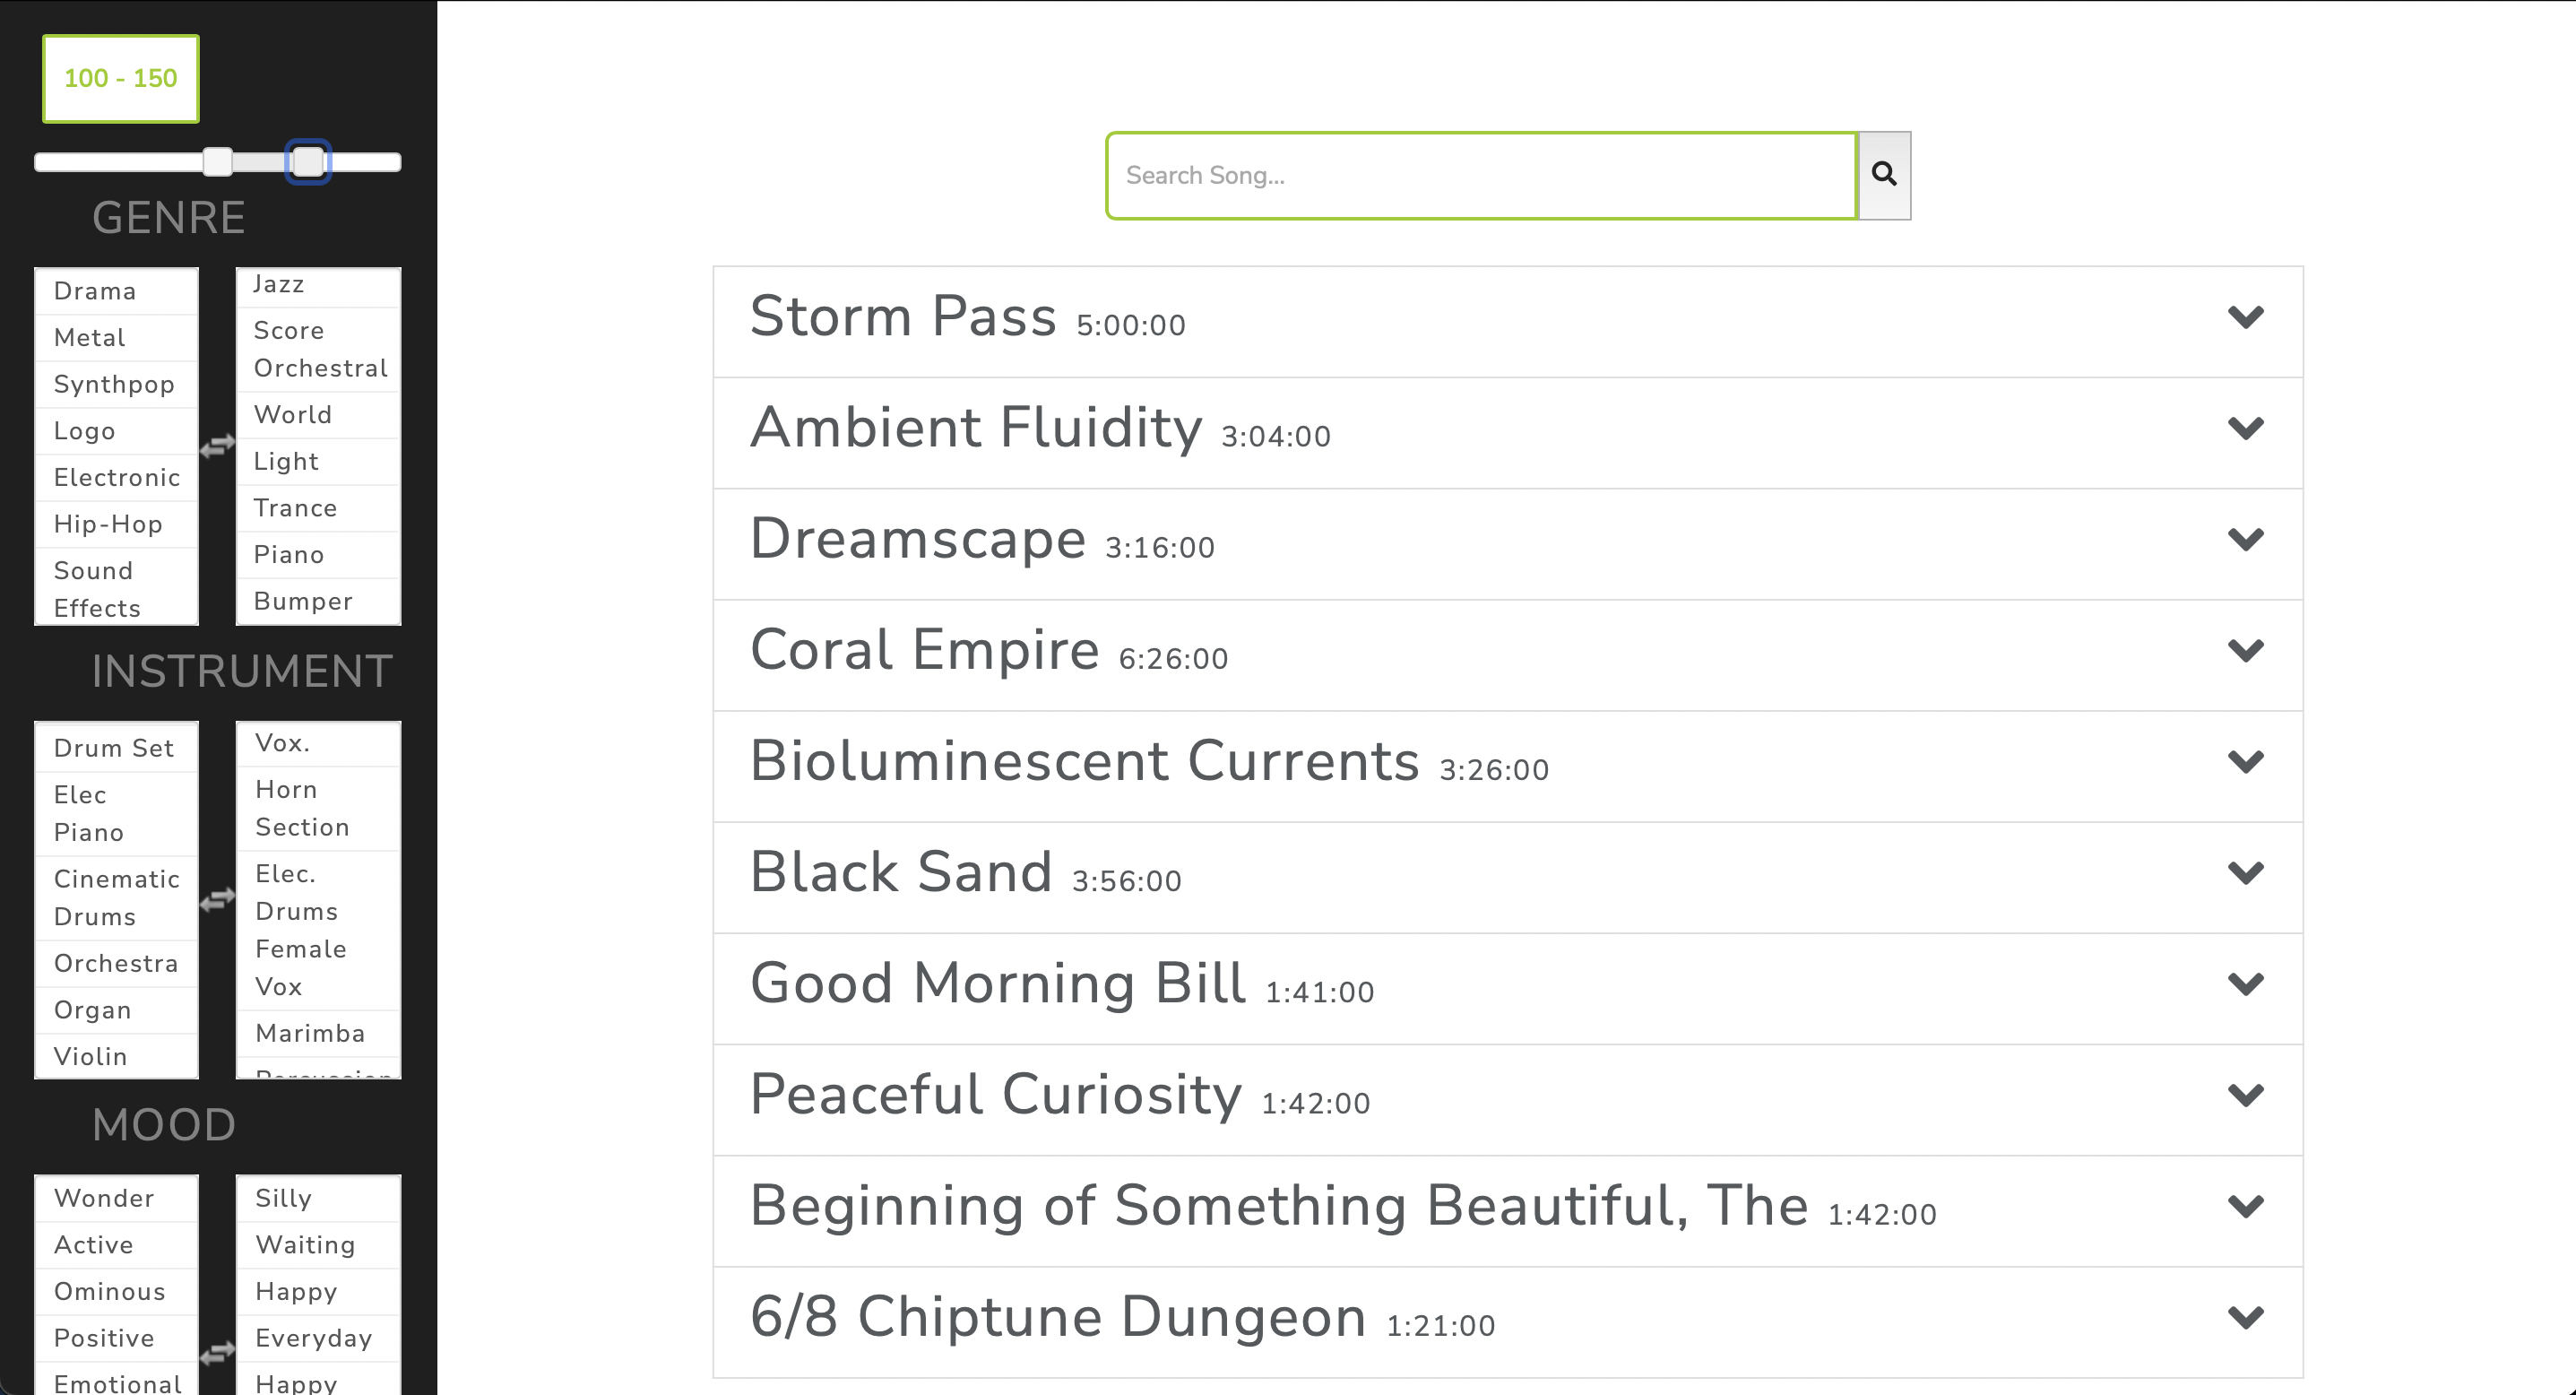 100 - 150
GENRE
Drama
Metal
Synthpop
Logo
Electronic
Hip-Hop
Sound
Effects
Jazz
Score
Orchestral
World
Light
Trance
Piano
Bumper
INSTRUMENT
Drum Set
Elec
Piano
Cinematic
Drums
Orchestra
Organ
Violin
Vox.
Horn
Section
Elec.
Drums
Female
Vox
Marimba
MOOD
Wonder
Active
Ominous
Positive
Emotional
Silly
Waiting
Happy
Everyday
Happy
Search Song...
Storm Pass 5:00:00
Ambient Fluidity 3:04:00
Dreamscape 3:16:00
Coral Empire 6:26:00
Bioluminescent Currents 3:26:00
Black Sand 3:56:00
Good Morning Bill 1:41:00
Peaceful Curiosity 1:42:00
Beginning of Something Beautiful, The 1:42:00
6/8 Chiptune Dungeon 1:21:00